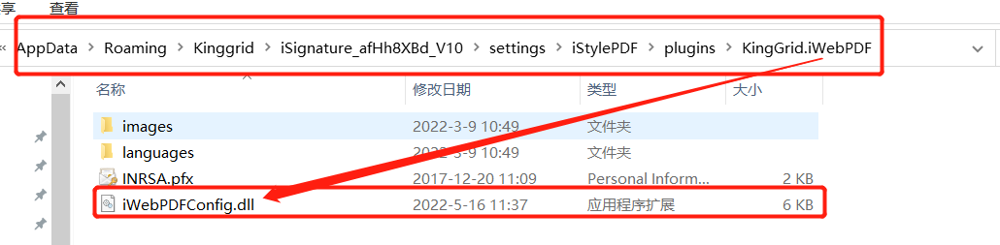 享 查看
« AppData > Roaming > Kinggrid > iSignature_afHh8XBd_V10 > settings > iStylePDF > plugins > KingGrid.iWebPDF
名称 修改日期 类型 大小
images 2022-3-9 10:49 文件夹
languages 2022-3-9 10:49 文件夹
INRSA.pfx 2017-12-20 11:09 Personal Inform... 2 KB
iWebPDFConfig.dll 2022-5-16 11:37 应用程序扩展 6 KB